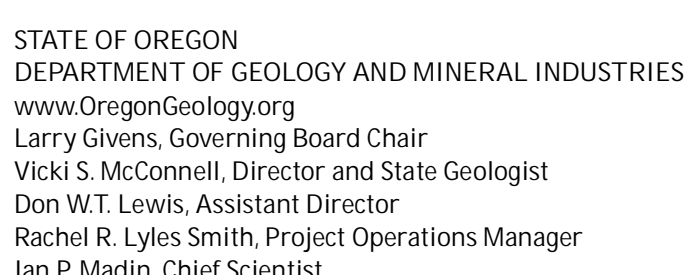 STATE OF OREGON
DEPARTMENT OF GEOLOGY AND MINERAL INDUSTRIES
www.OregonGeology.org
Larry Givens, Governing Board Chair
Vicki S. McConnell, Director and State Geologist
Don W.T. Lewis, Assistant Director
Rachel R. Lyles Smith, Project Operations Manager
Ian P. Madin, Chief Scientist